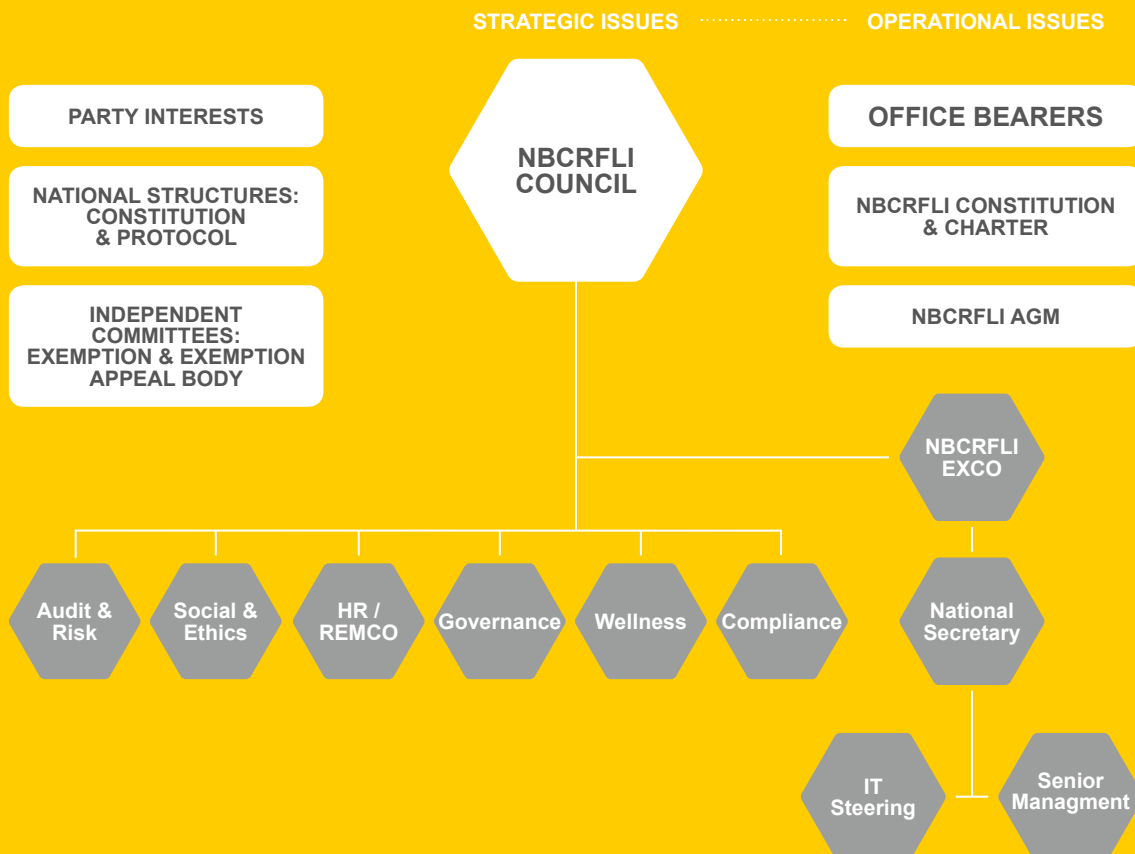 STRATEGIC ISSUES
OPERATIONAL ISSUES
PARTY INTERESTS
NATIONAL STRUCTURES:
CONSTITUTION
& PROTOCOL
INDEPENDENT
COMMITTEES:
EXEMPTION & EXEMPTION
APPEAL BODY
NBCRFLI
COUNCIL
OFFICE BEARERS
NBCRFLI CONSTITUTION
& CHARTER
NBCRFLI AGM
NBCRFLI
EXCO
Audit &
Risk
Social &
Ethics
HR /
REMCO
Governance
Wellness
Compliance
National
Secretary
IT
Steering
Senior
Managment